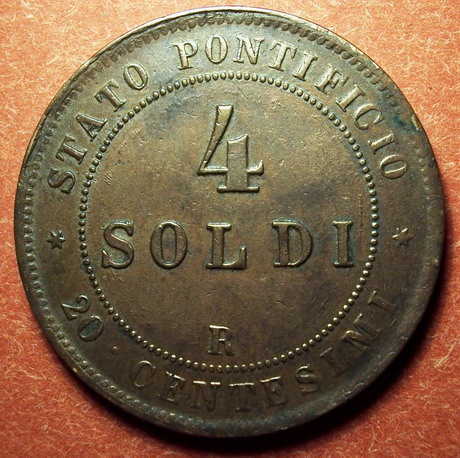 STATO PONTIFICIO
4
SOLDI
R
★ 20 · CENTESIMI ★